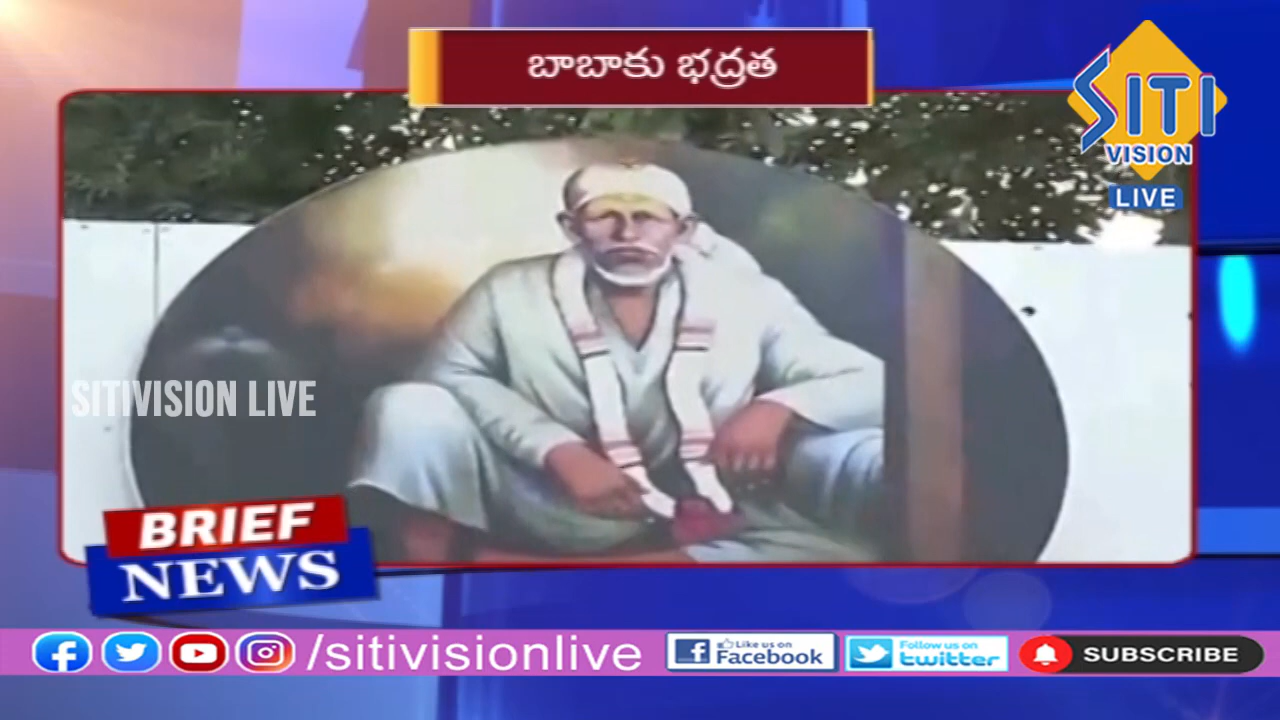 బాబాకు భద్రత
SITI
VISION
LIVE
SITIVISION LIVE
BRIEF
NEWS
/sitivisionlive
Like us on
Facebook
Follow us on
twitter
SUBSCRIBE